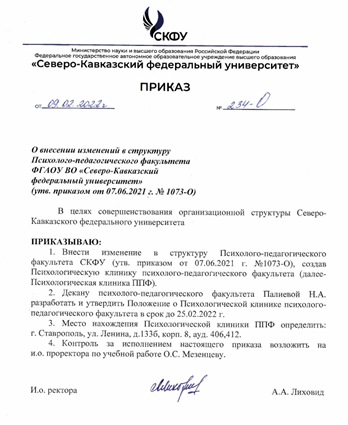 СКФУ
Министерство науки и высшего образования Российской Федерации
Федеральное государственное автономное образовательное учреждение высшего образования
«Северо-Кавказский федеральный университет»
ПРИКАЗ
от 09.02.2022г. № 234-О
О внесении изменений в структуру
Психолого-педагогического факультета
ФГАОУ ВО «Северо-Кавказский
федеральный университет»
(утв. приказом от 07.06.2021 г. № 1073-О)
В целях совершенствования организационной структуры Северо-
Кавказского федерального университета
ПРИКАЗЫВАЮ:
1. Внести изменение в структуру Психолого-педагогического
факультета СКФУ (утв. приказом от 07.06.2021 г. №1073-О), создав
Психологическую клинику психолого-педагогического факультета (далее-
Психологическая клиника ППФ).
2. Декану психолого-педагогического факультета Палиевой Н.А.
разработать и утвердить Положение о Психологической клинике психолого-
педагогического факультета в срок до 25.02.2022 г.
3. Место нахождения Психологической клиники ППФ определить:
г. Ставрополь, ул. Ленина, д.133б, корп. 8, ауд. 406,412.
4. Контроль за исполнением настоящего приказа возложить на
и.о. проректора по учебной работе О.С. Мезенцеву.
И.о. ректора А.А. Лиховид